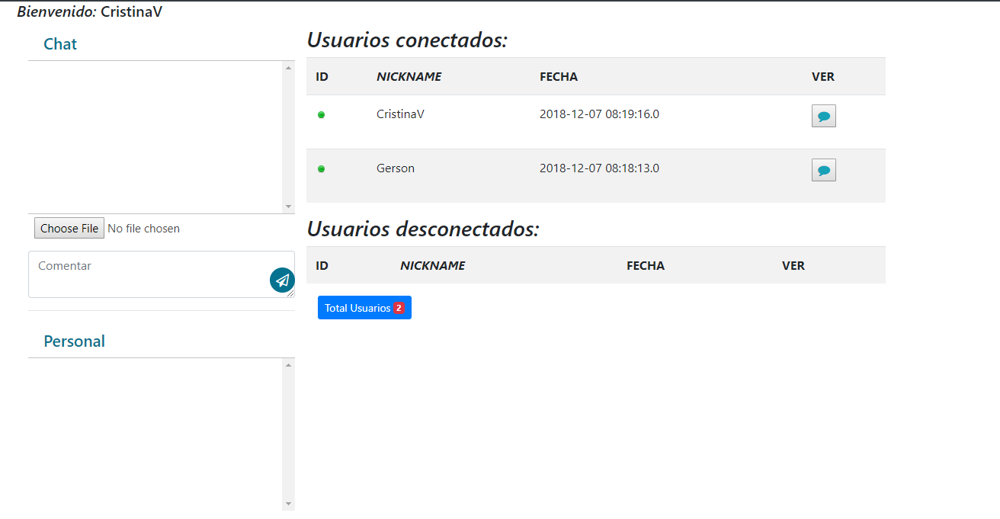 Bienvenido: CristinaV
Chat
Choose File No file chosen
Comentar
Personal
Usuarios conectados:
ID NICKNAME FECHA VER
CristinaV 2018-12-07 08:19:16.0
Gerson 2018-12-07 08:18:13.0
Usuarios desconectados:
ID NICKNAME FECHA VER
Total Usuarios 2